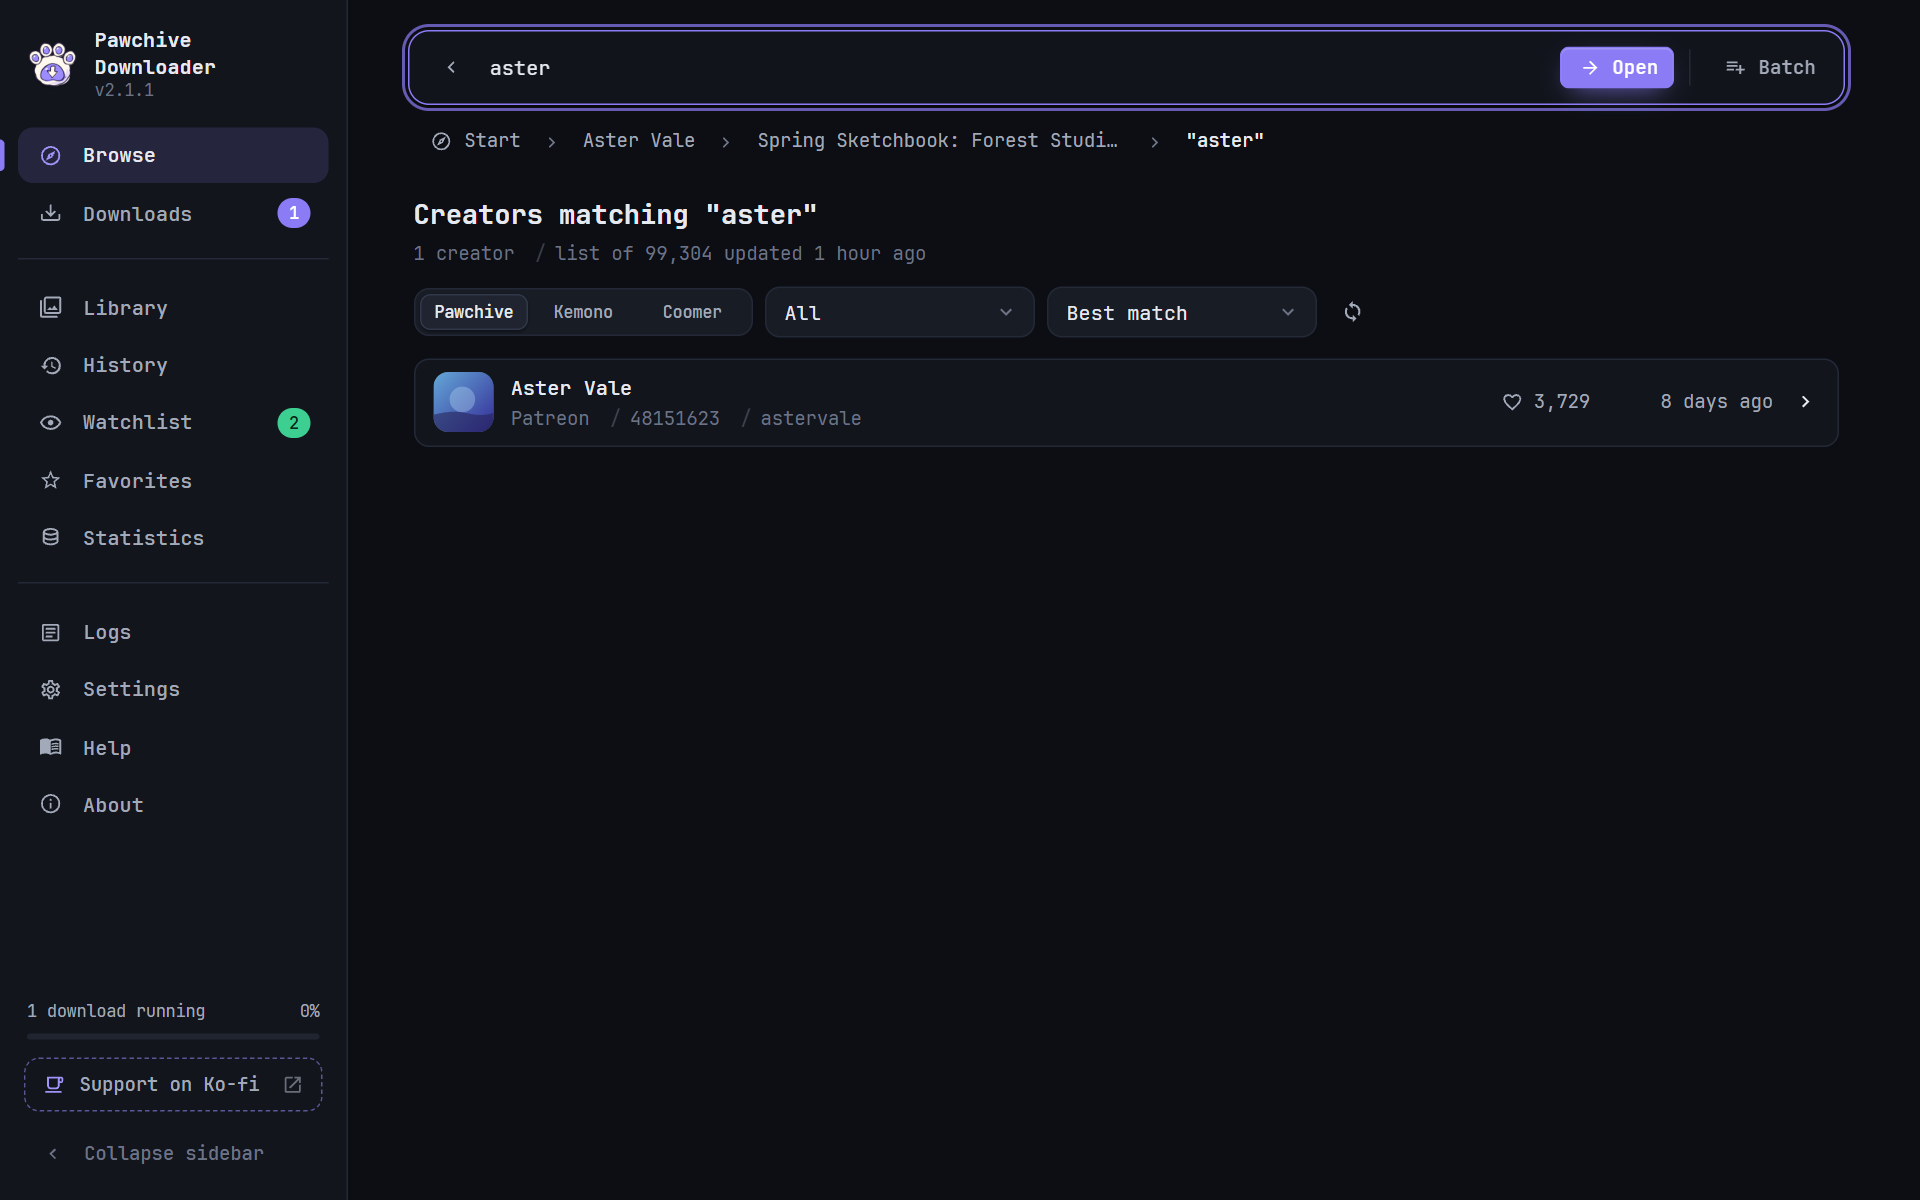 Pawchive
Downloader
v2.1.1
Browse
Downloads 1
Library
History
Watchlist 2
Favorites
Statistics
Logs
Settings
Help
About
1 download running 0%
Support on Ko-fi
Collapse sidebar
aster
Open
Batch
Start › Aster Vale › Spring Sketchbook: Forest Studi… › "aster"
Creators matching "aster"
1 creator / list of 99,304 updated 1 hour ago
Pawchive Kemono Coomer All Best match
Aster Vale
Patreon / 48151623 / astervale
3,729 8 days ago